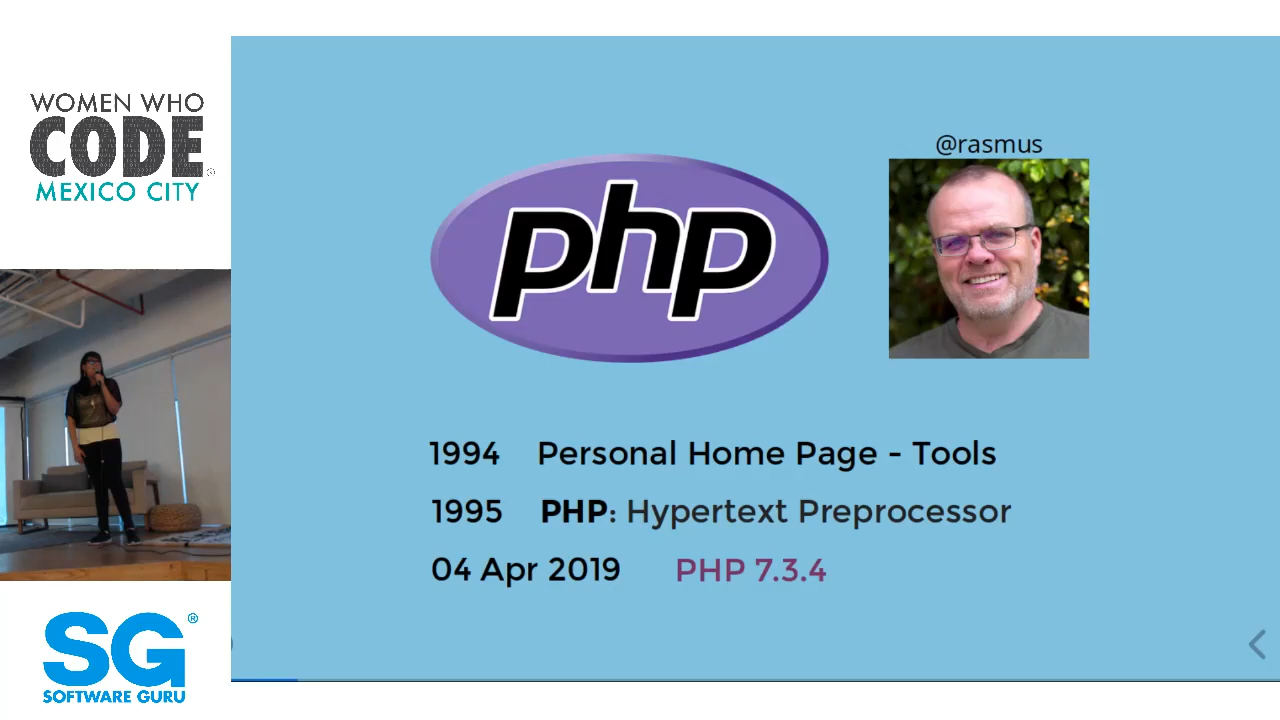 WOMEN WHO
CODE
MEXICO CITY
@rasmus
php
1994 Personal Home Page - Tools
1995 PHP: Hypertext Preprocessor
04 Apr 2019 PHP 7.3.4
SG®
SOFTWARE GURU